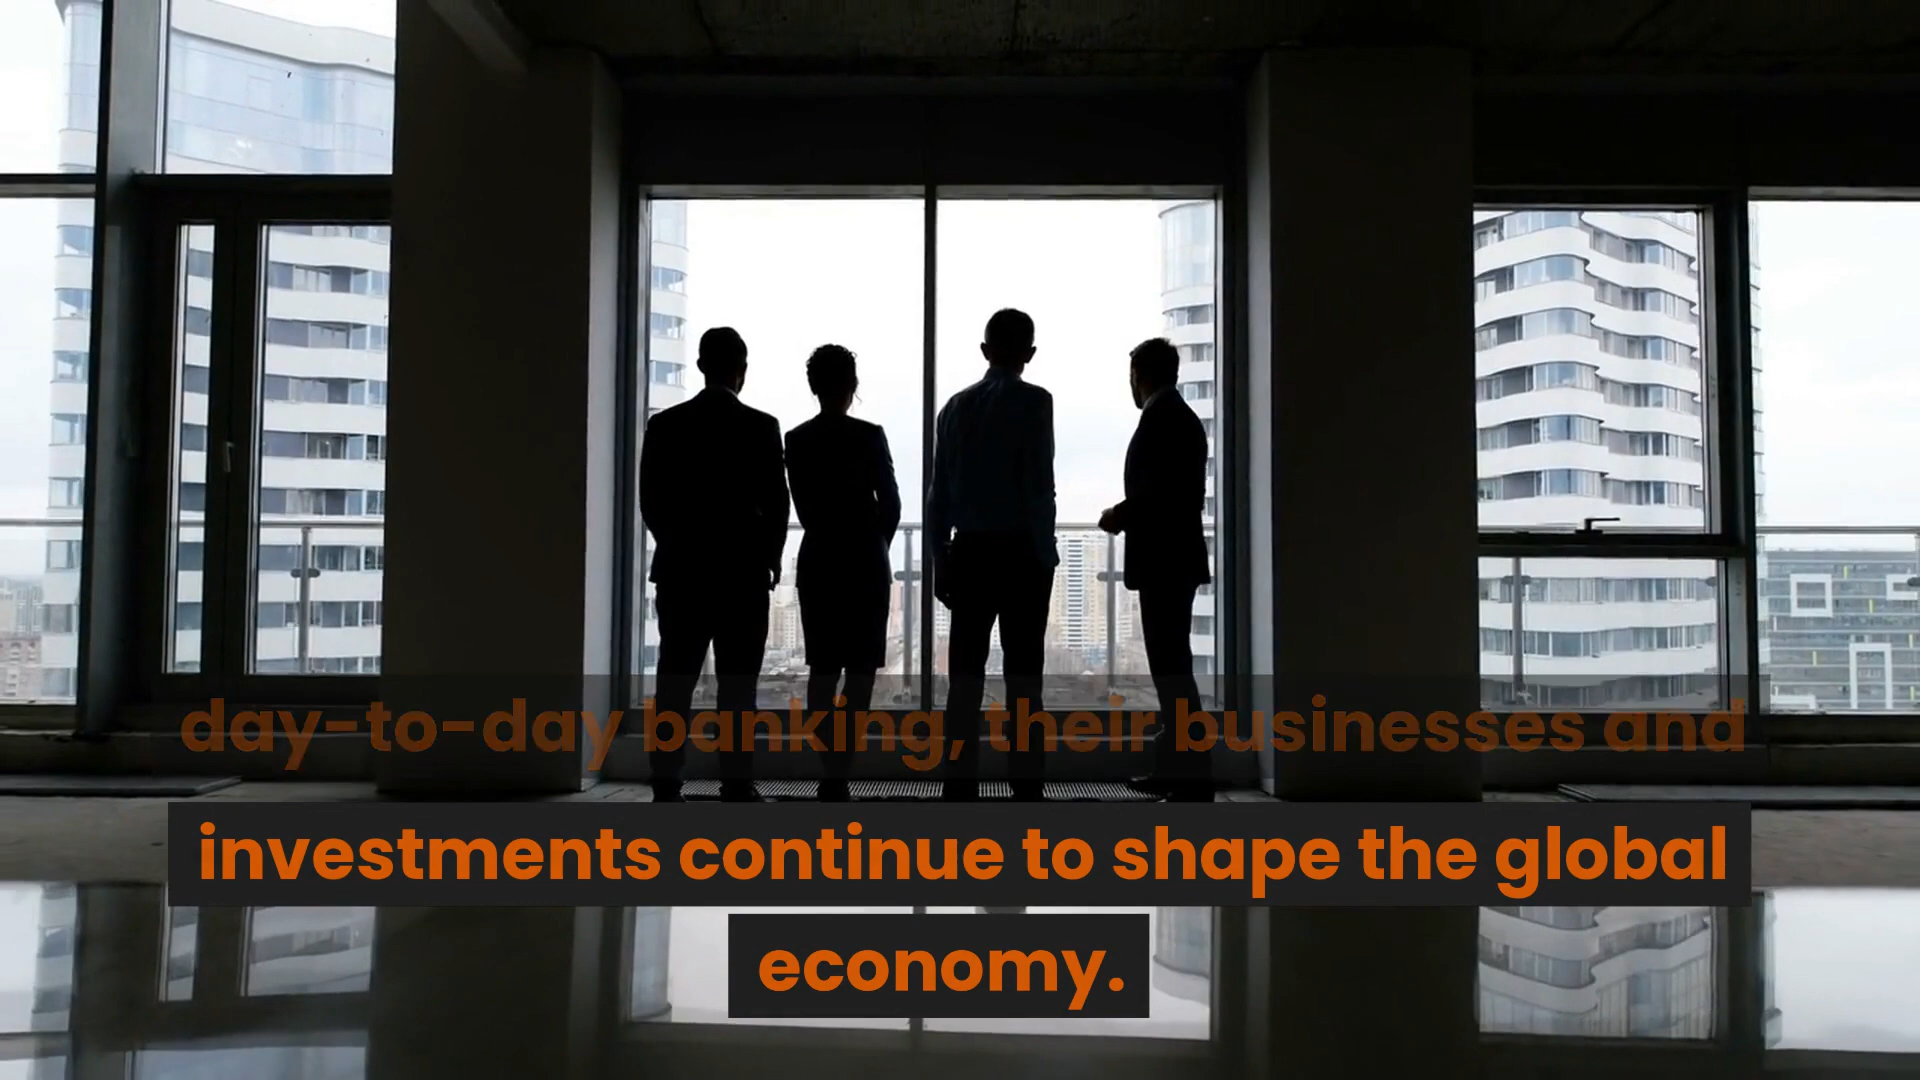 day-to-day banking, their businesses and
investments continue to shape the global
economy.